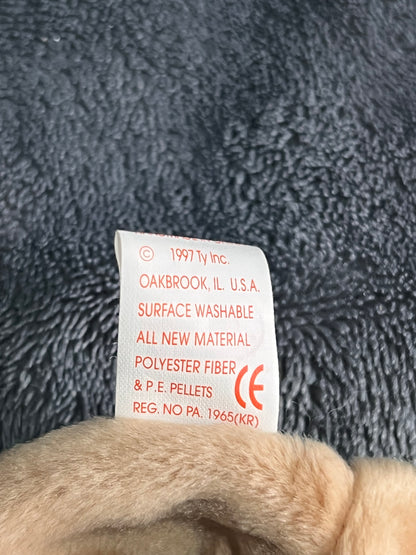 © 1997 Ty Inc.
OAKBROOK, IL. U.S.A.
SURFACE WASHABLE
ALL NEW MATERIAL
POLYESTER FIBER
& P.E. PELLETS CE
REG. NO PA. 1965(KR)